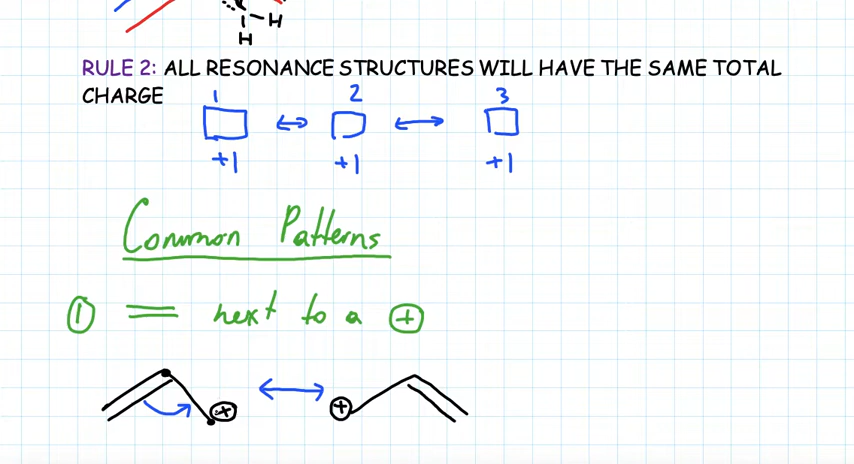 H
H
RULE 2: ALL RESONANCE STRUCTURES WILL HAVE THE SAME TOTAL
CHARGE
1 2 3
+1 +1 +1
Common Patterns
① = next to a ⊕
⊕ ⊕